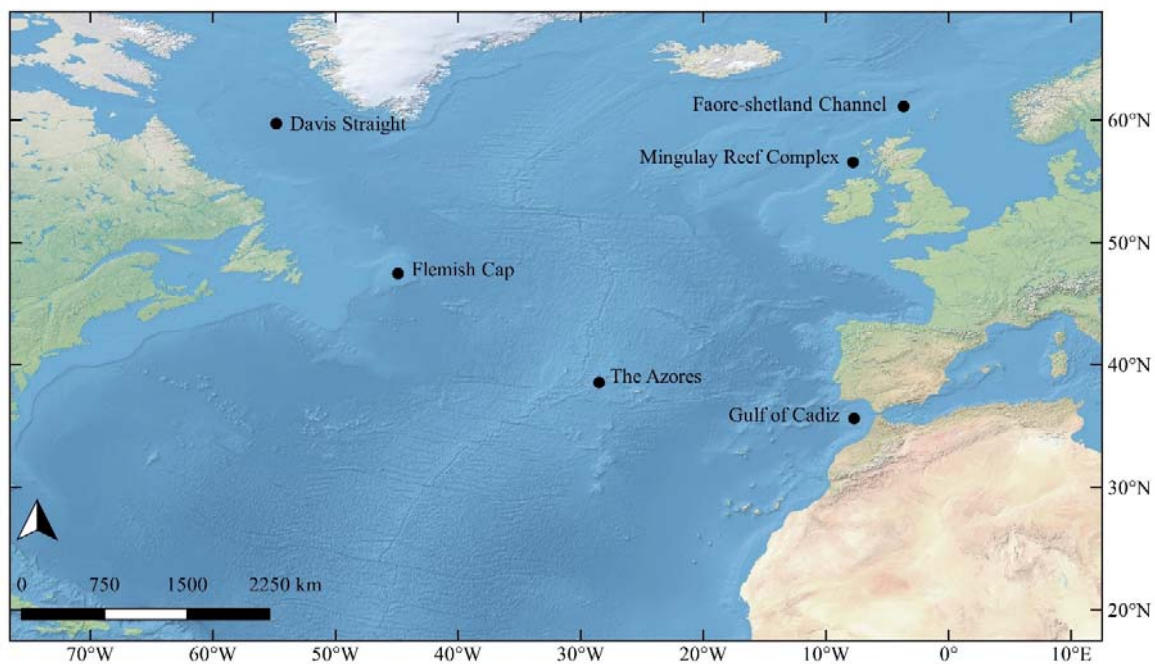 Faore-shetland Channel
60°N
Davis Straight
Mingulay Reef Complex
50°N
Flemish Cap
40°N
The Azores
Gulf of Cadiz
30°N
0 750 1500 2250 km
20°N
70°W 60°W 50°W 40°W 30°W 20°W 10°W 0° 10°E